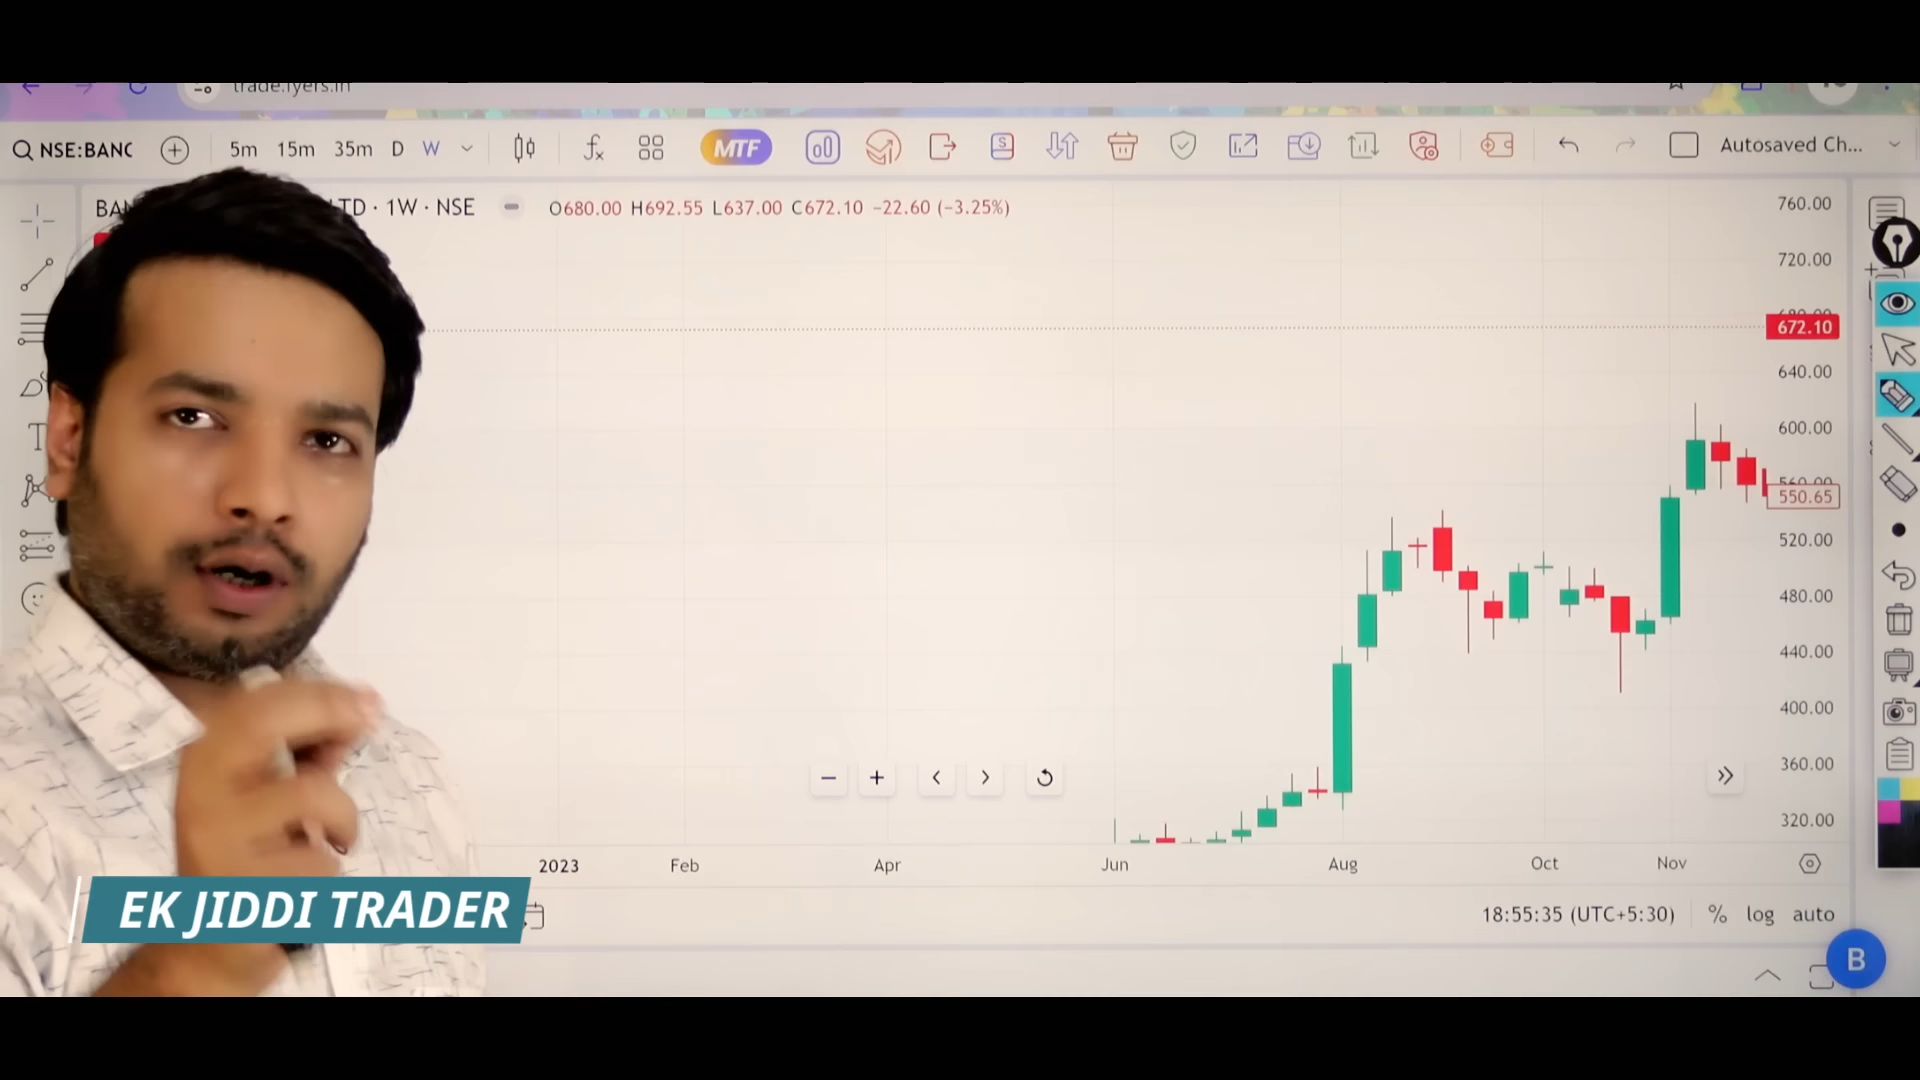 trade.fyers.in
NSE:BANC 5m 15m 35m D W MTF S Autosaved Ch...
LTD · 1W · NSE O680.00 H692.55 L637.00 C672.10 −22.60 (−3.25%)
760.00
720.00
672.10
640.00
600.00
550.65
520.00
480.00
440.00
400.00
360.00
320.00
2023 Feb Apr Jun Aug Oct Nov
EK JIDDI TRADER
18:55:35 (UTC+5:30) % log auto
B